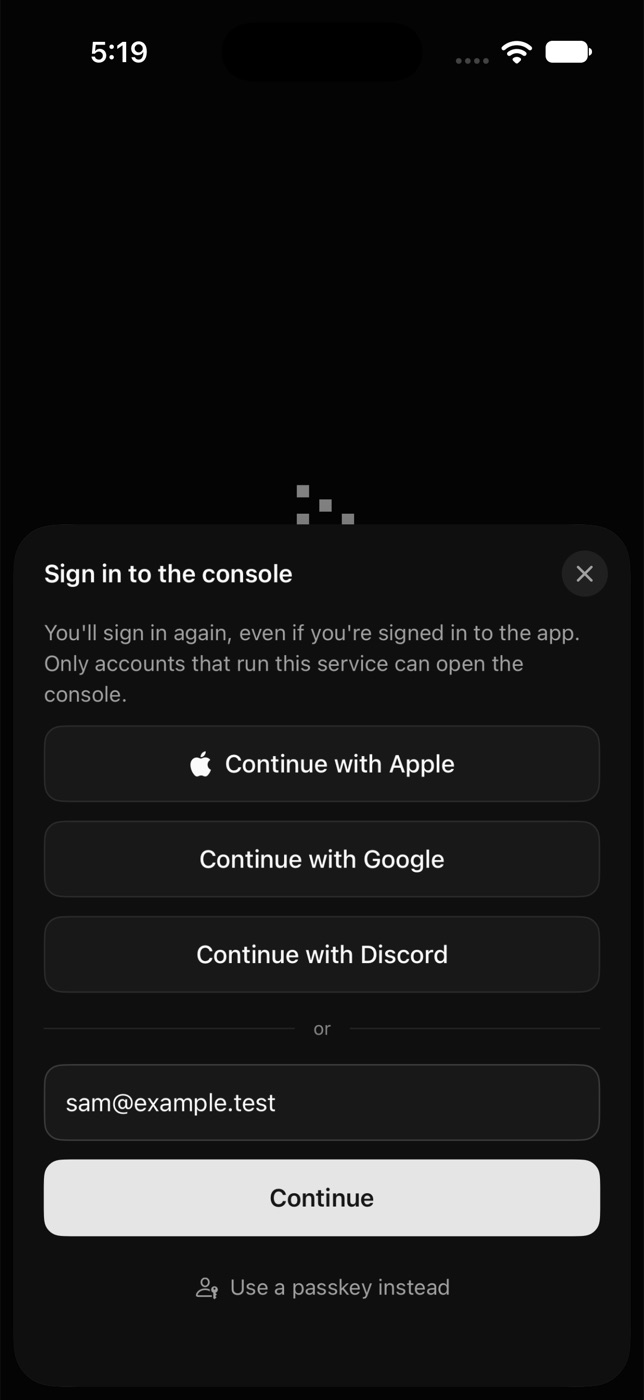 5:19
Sign in to the console
You'll sign in again, even if you're signed in to the app.
Only accounts that run this service can open the
console.
Continue with Apple
Continue with Google
Continue with Discord
or
sam@example.test
Continue
Use a passkey instead